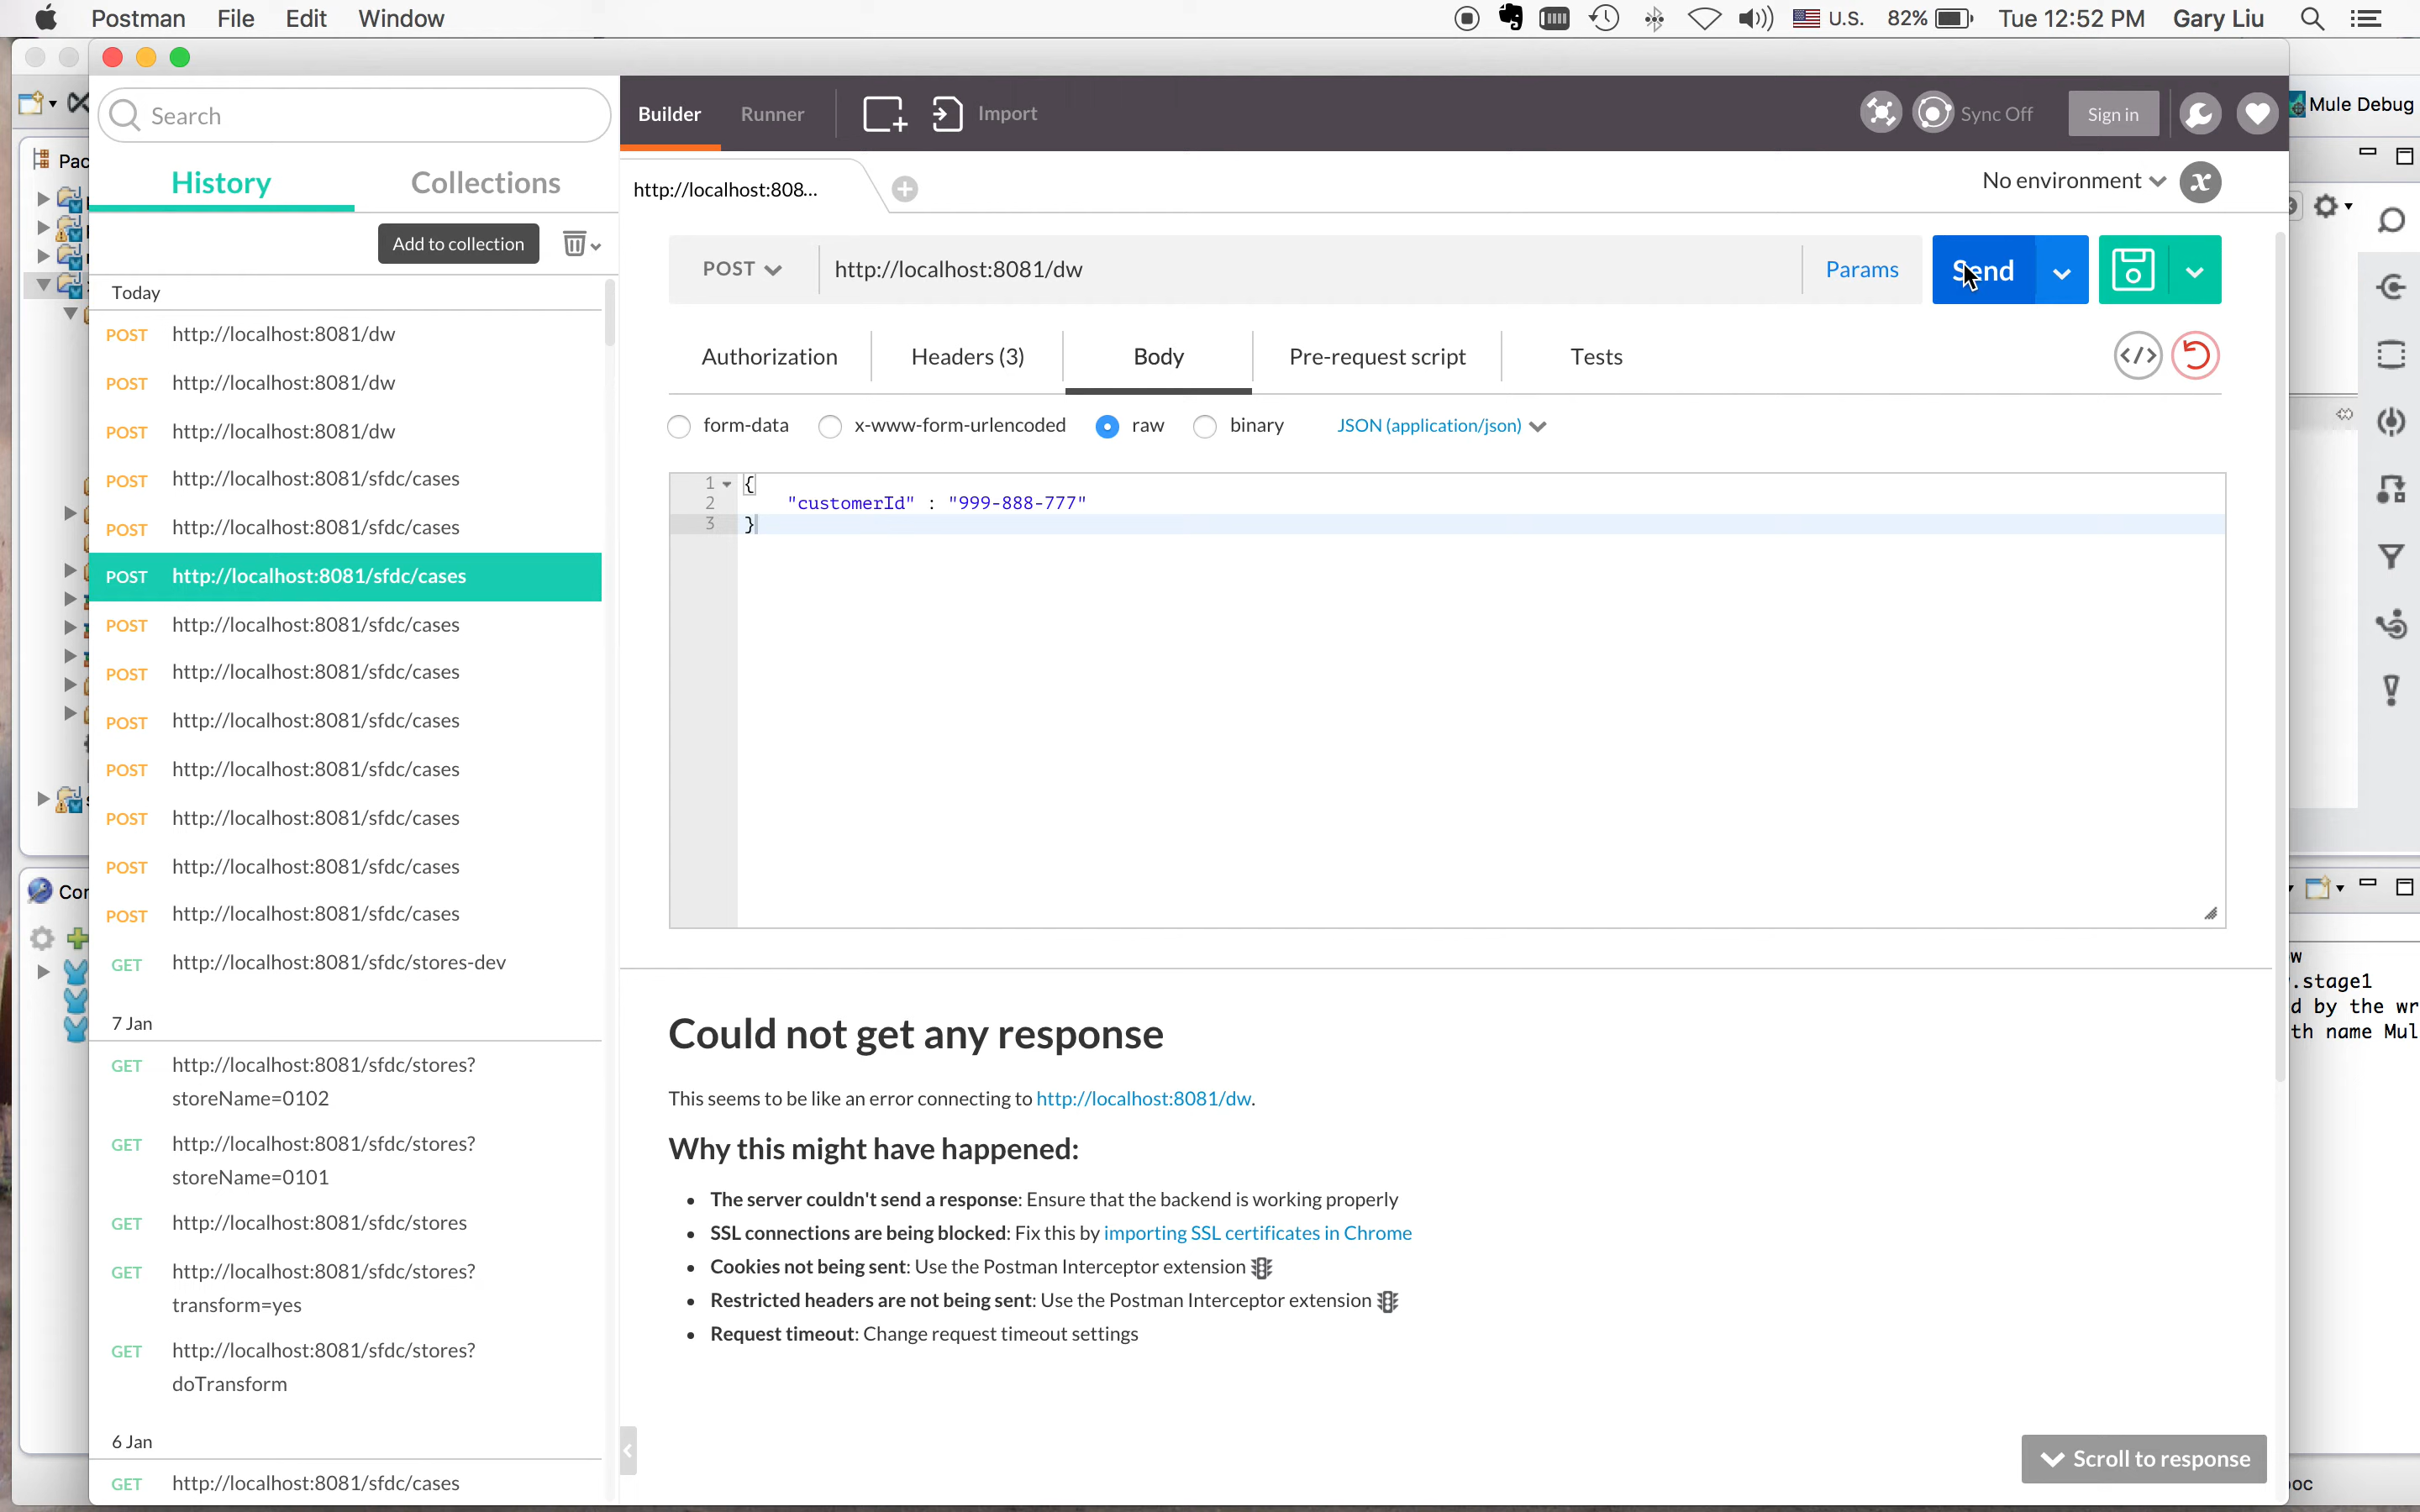 Postman File Edit Window U.S. 82% Tue 12:52 PM Gary Liu
Search
Builder Runner Import Sync Off Sign in
Mule Debug
Pac
History Collections
http://localhost:808...
No environment
Add to collection
POST http://localhost:8081/dw Params Send
Today
POST http://localhost:8081/dw
POST http://localhost:8081/dw
POST http://localhost:8081/dw
POST http://localhost:8081/sfdc/cases
POST http://localhost:8081/sfdc/cases
POST http://localhost:8081/sfdc/cases
POST http://localhost:8081/sfdc/cases
POST http://localhost:8081/sfdc/cases
POST http://localhost:8081/sfdc/cases
POST http://localhost:8081/sfdc/cases
POST http://localhost:8081/sfdc/cases
POST http://localhost:8081/sfdc/cases
POST http://localhost:8081/sfdc/cases
GET http://localhost:8081/sfdc/stores-dev
7 Jan
GET http://localhost:8081/sfdc/stores?
storeName=0102
GET http://localhost:8081/sfdc/stores?
storeName=0101
GET http://localhost:8081/sfdc/stores
GET http://localhost:8081/sfdc/stores?
transform=yes
GET http://localhost:8081/sfdc/stores?
doTransform
6 Jan
GET http://localhost:8081/sfdc/cases
Authorization Headers (3) Body Pre-request script Tests
form-data x-www-form-urlencoded raw binary JSON (application/json)
1 {
2 "customerId" : "999-888-777"
3 }
Could not get any response
This seems to be like an error connecting to http://localhost:8081/dw.
Why this might have happened:
• The server couldn't send a response: Ensure that the backend is working properly
• SSL connections are being blocked: Fix this by importing SSL certificates in Chrome
• Cookies not being sent: Use the Postman Interceptor extension
• Restricted headers are not being sent: Use the Postman Interceptor extension
• Request timeout: Change request timeout settings
Scroll to response
Cor
w
.stage1
d by the wr
th name Mul